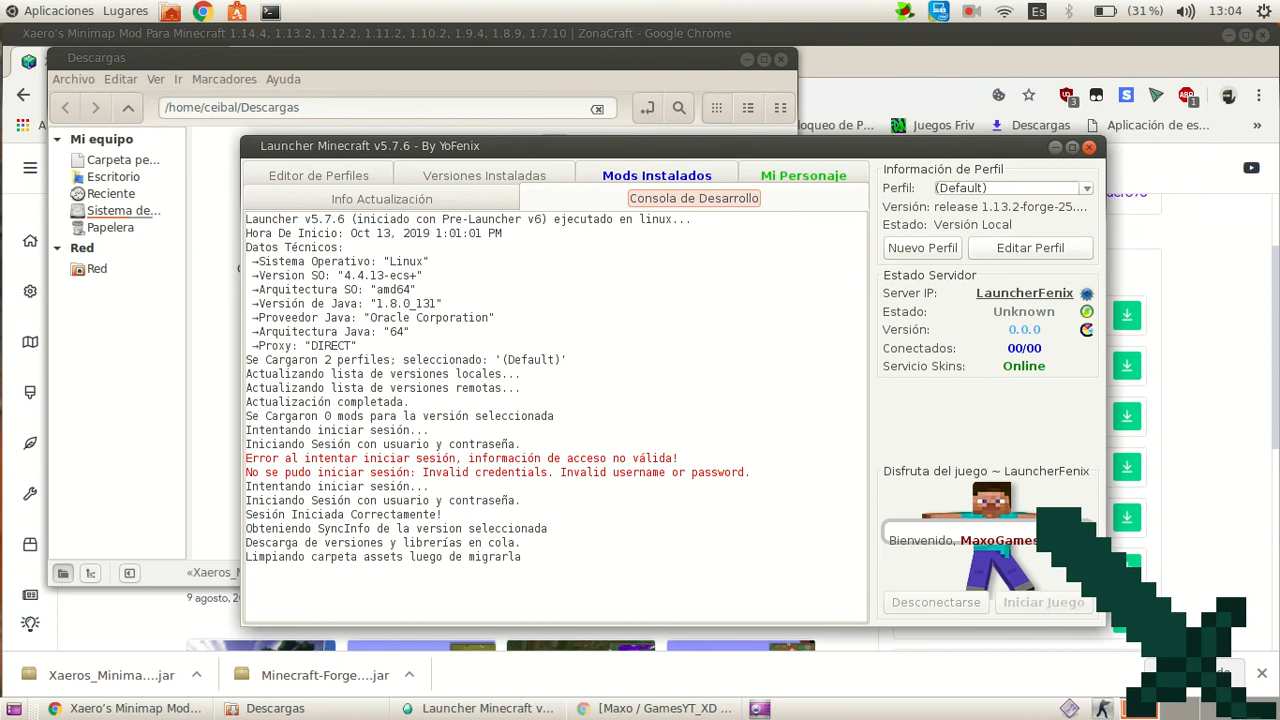 Aplicaciones Lugares Es (31 %) 13:04
Xaero's Minimap Mod Para Minecraft 1.14.4, 1.13.2, 1.12.2, 1.11.2, 1.10.2, 1.9.4, 1.8.9, 1.7.10 | ZonaCraft - Google Chrome
Descargas
Archivo Editar Ver Ir Marcadores Ayuda
/home/ceibal/Descargas
3
1
oqueo de P... Juegos Friv Descargas Aplicación de es... »
Mi equipo
Carpeta pe...
Escritorio
Reciente
Sistema de...
Papelera
Red
Red
«Xaeros_M
9 agosto, 2
Launcher Minecraft v5.7.6 - By YoFenix
Editor de Perfiles Versiones Instaladas Mods Instalados Mi Personaje
Info Actualización Consola de Desarrollo
Launcher v5.7.6 (iniciado con Pre-Launcher v6) ejecutado en linux...
Hora De Inicio: Oct 13, 2019 1:01:01 PM
Datos Técnicos:
→Sistema Operativo: "Linux"
→Version SO: "4.4.13-ecs+"
→Arquitectura SO: "amd64"
→Versión de Java: "1.8.0_131"
→Proveedor Java: "Oracle Corporation"
→Arquitectura Java: "64"
→Proxy: "DIRECT"
Se Cargaron 2 perfiles; seleccionado: '(Default)'
Actualizando lista de versiones locales...
Actualizando lista de versiones remotas...
Actualización completada.
Se Cargaron 0 mods para la versión seleccionada
Intentando iniciar sesión...
Iniciando Sesión con usuario y contraseña.
Error al intentar iniciar sesión, información de acceso no válida!
No se pudo iniciar sesión: Invalid credentials. Invalid username or password.
Intentando iniciar sesión...
Iniciando Sesión con usuario y contraseña.
Sesión Iniciada Correctamente!
Obteniendo SyncInfo de la version seleccionada
Descarga de versiones y librerías en cola.
Limpiando carpeta assets luego de migrarla
Información de Perfil
Perfil: (Default)
Versión: release 1.13.2-forge-25....
Estado: Versión Local
Nuevo Perfil Editar Perfil
Estado Servidor
Server IP: LauncherFenix
Estado: Unknown
Versión: 0.0.0
Conectados: 00/00
Servicio Skins: Online
Disfruta del juego ~ LauncherFenix
Bienvenido, MaxoGames
Desconectarse Iniciar Juego
Xaeros_Minima....jar Minecraft-Forge....jar
Xaero's Minimap Mod... Descargas Launcher Minecraft v... [Maxo / GamesYT_XD ...